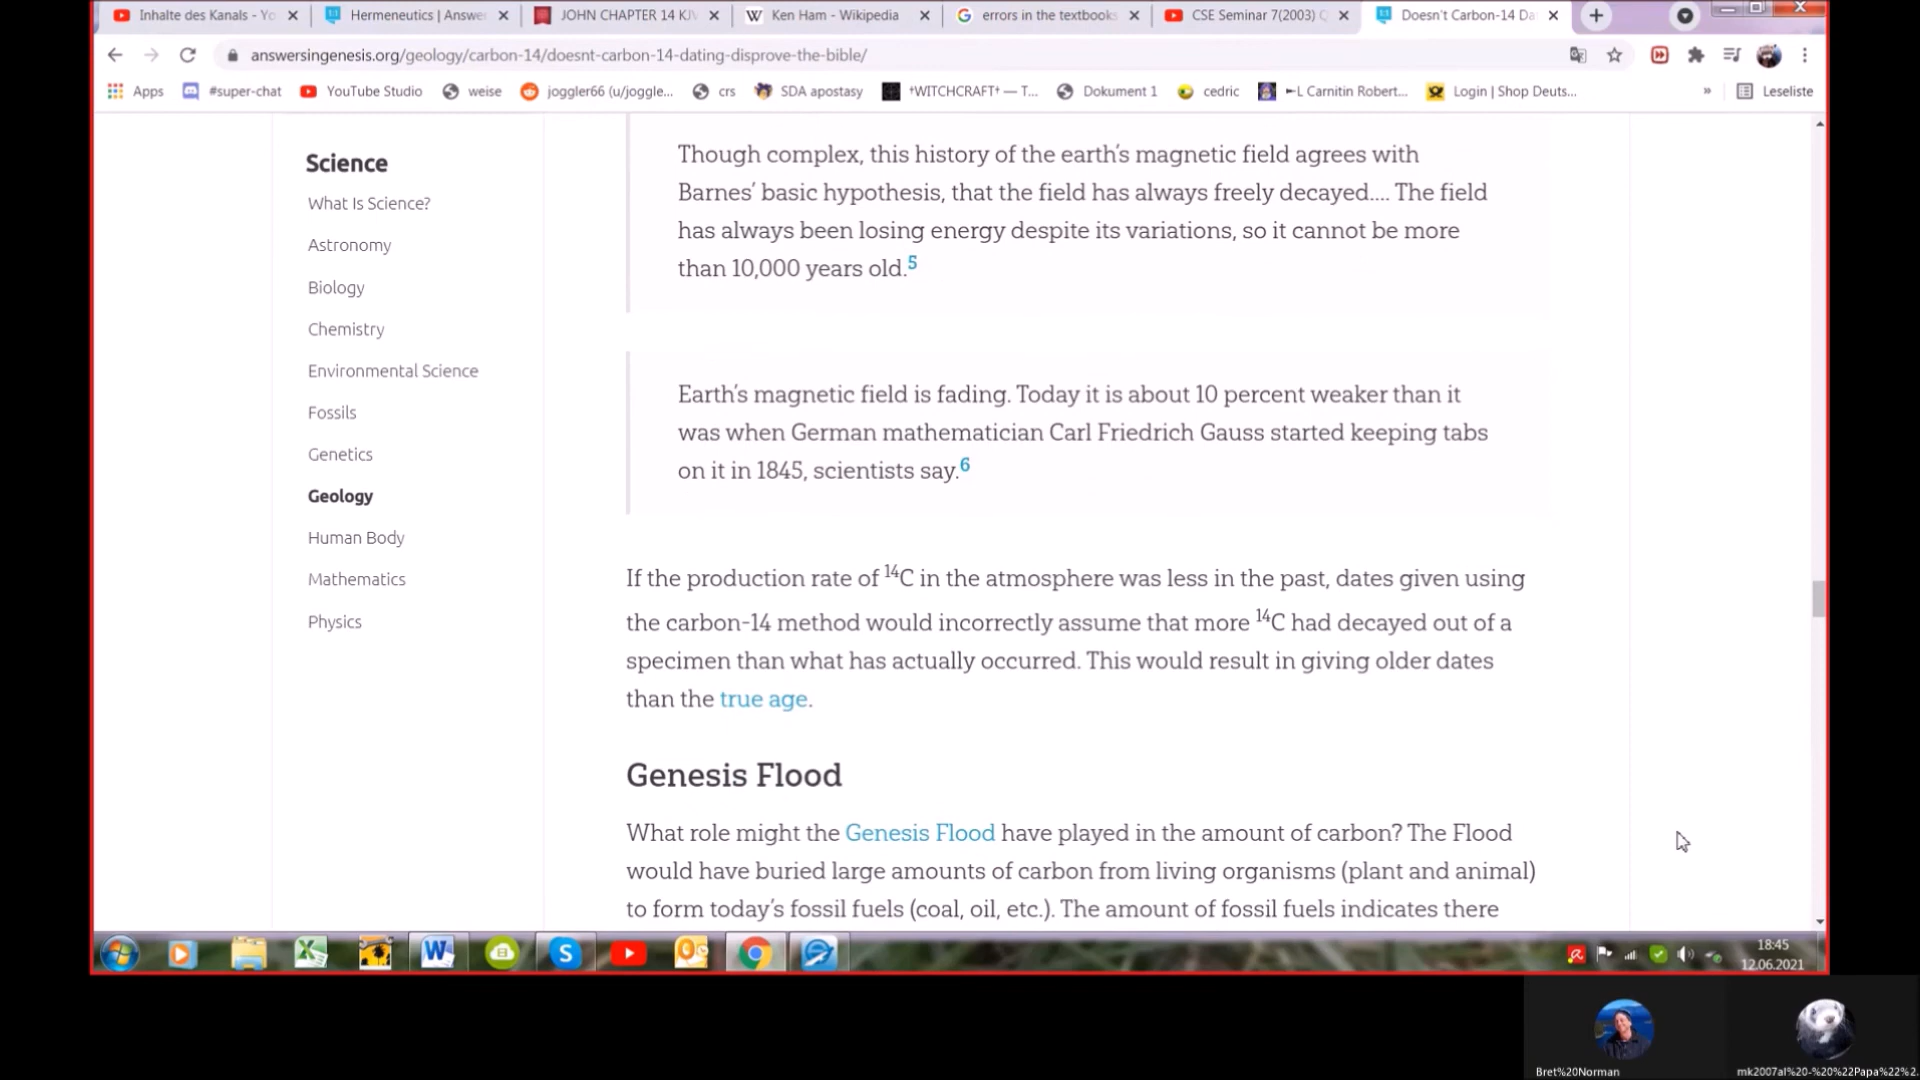 Inhalte des Kanals - Yo
Hermeneutics | Answe
JOHN CHAPTER 14 KJV
Ken Ham - Wikipedia
errors in the textbooks
CSE Seminar 7(2003) Q
Doesn't Carbon-14 Da
answersingenesis.org/geology/carbon-14/doesnt-carbon-14-dating-disprove-the-bible/
Apps
#super-chat
YouTube Studio
weise
joggler66 (u/joggle...
crs
SDA apostasy
†WITCHCRAFT† — T...
Dokument 1
cedric
►L Carnitin Robert...
Login | Shop Deuts...
»
Leseliste
Science
What Is Science?
Astronomy
Biology
Chemistry
Environmental Science
Fossils
Genetics
Geology
Human Body
Mathematics
Physics
Though complex, this history of the earth's magnetic field agrees with
Barnes' basic hypothesis, that the field has always freely decayed.... The field
has always been losing energy despite its variations, so it cannot be more
than 10,000 years old.5
Earth's magnetic field is fading. Today it is about 10 percent weaker than it
was when German mathematician Carl Friedrich Gauss started keeping tabs
on it in 1845, scientists say.6
If the production rate of 14C in the atmosphere was less in the past, dates given using
the carbon-14 method would incorrectly assume that more 14C had decayed out of a
specimen than what has actually occurred. This would result in giving older dates
than the true age.
Genesis Flood
What role might the Genesis Flood have played in the amount of carbon? The Flood
would have buried large amounts of carbon from living organisms (plant and animal)
to form today's fossil fuels (coal, oil, etc.). The amount of fossil fuels indicates there
18:45
12.06.2021
Bret%20Norman
mk2007al%20-%20%22Papa%22%2.